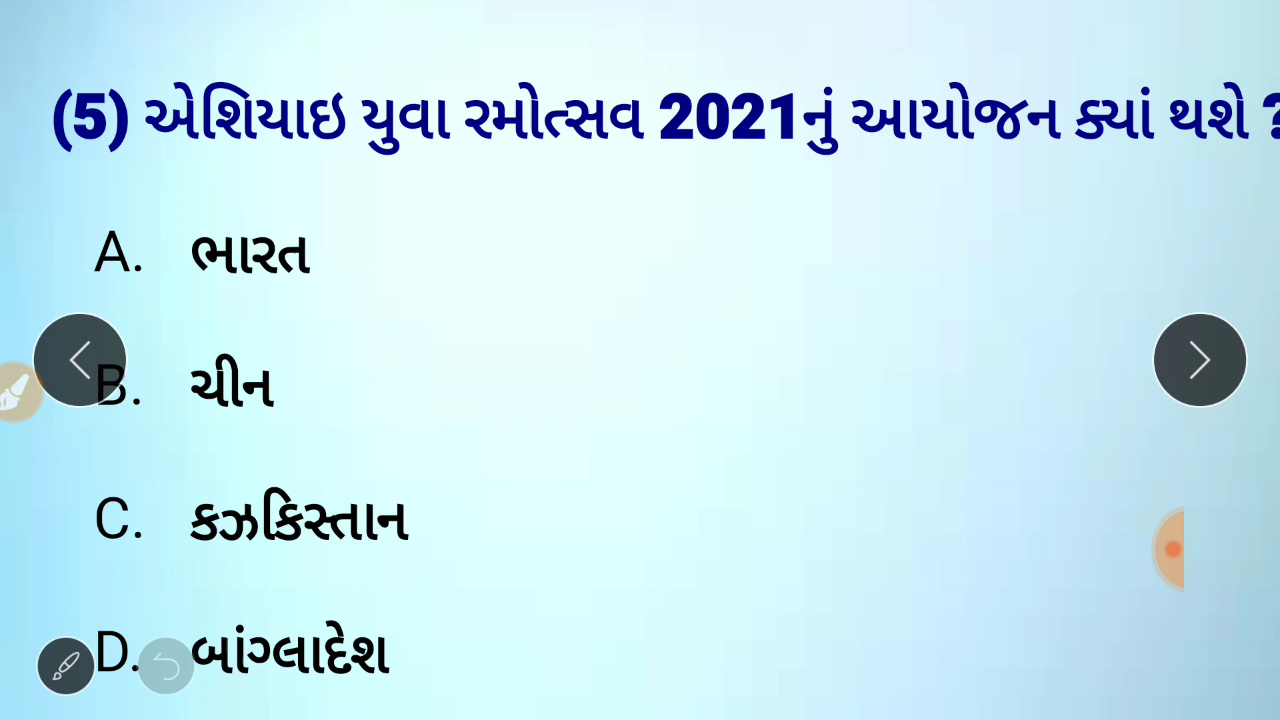 (5) એશિયાઇ યુવા રમોત્સવ 2021નું આયોજન ક્યાં થશે ?
A. ભારત
B. ચીન
C. કઝકિસ્તાન
D. બાંગ્લાદેશ